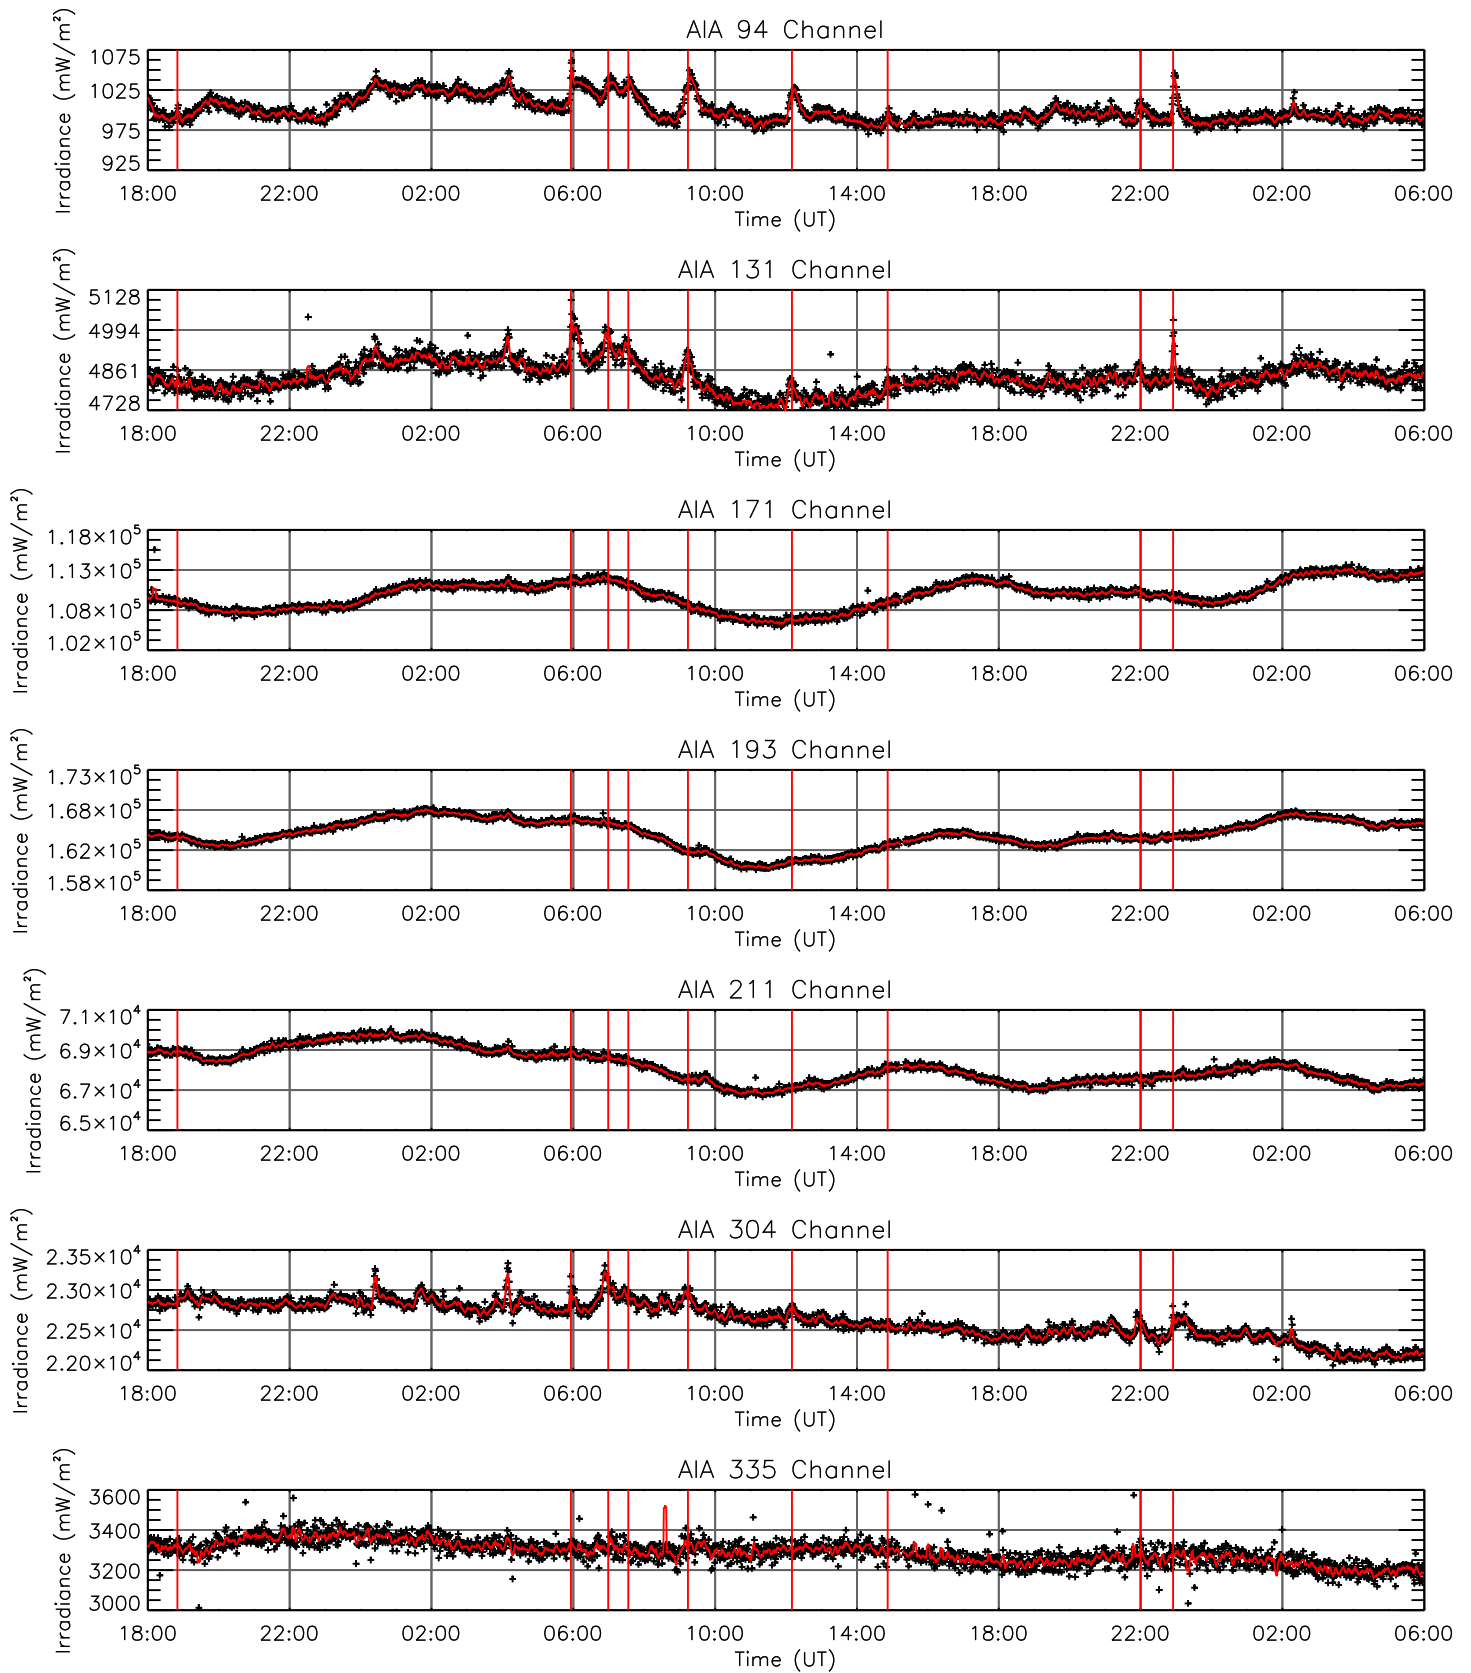 AIA 94 Channel
Irradiance (mW/m²)
1075
1025
975
925
18:00 22:00 02:00 06:00 10:00 14:00 18:00 22:00 02:00 06:00
Time (UT)
AIA 131 Channel
Irradiance (mW/m²)
5128
4994
4861
4728
18:00 22:00 02:00 06:00 10:00 14:00 18:00 22:00 02:00 06:00
Time (UT)
AIA 171 Channel
Irradiance (mW/m²)
1.18×10⁵
1.13×10⁵
1.08×10⁵
1.02×10⁵
18:00 22:00 02:00 06:00 10:00 14:00 18:00 22:00 02:00 06:00
Time (UT)
AIA 193 Channel
Irradiance (mW/m²)
1.73×10⁵
1.68×10⁵
1.62×10⁵
1.58×10⁵
18:00 22:00 02:00 06:00 10:00 14:00 18:00 22:00 02:00 06:00
Time (UT)
AIA 211 Channel
Irradiance (mW/m²)
7.1×10⁴
6.9×10⁴
6.7×10⁴
6.5×10⁴
18:00 22:00 02:00 06:00 10:00 14:00 18:00 22:00 02:00 06:00
Time (UT)
AIA 304 Channel
Irradiance (mW/m²)
2.35×10⁴
2.30×10⁴
2.25×10⁴
2.20×10⁴
18:00 22:00 02:00 06:00 10:00 14:00 18:00 22:00 02:00 06:00
Time (UT)
AIA 335 Channel
Irradiance (mW/m²)
3600
3400
3200
3000
18:00 22:00 02:00 06:00 10:00 14:00 18:00 22:00 02:00 06:00
Time (UT)